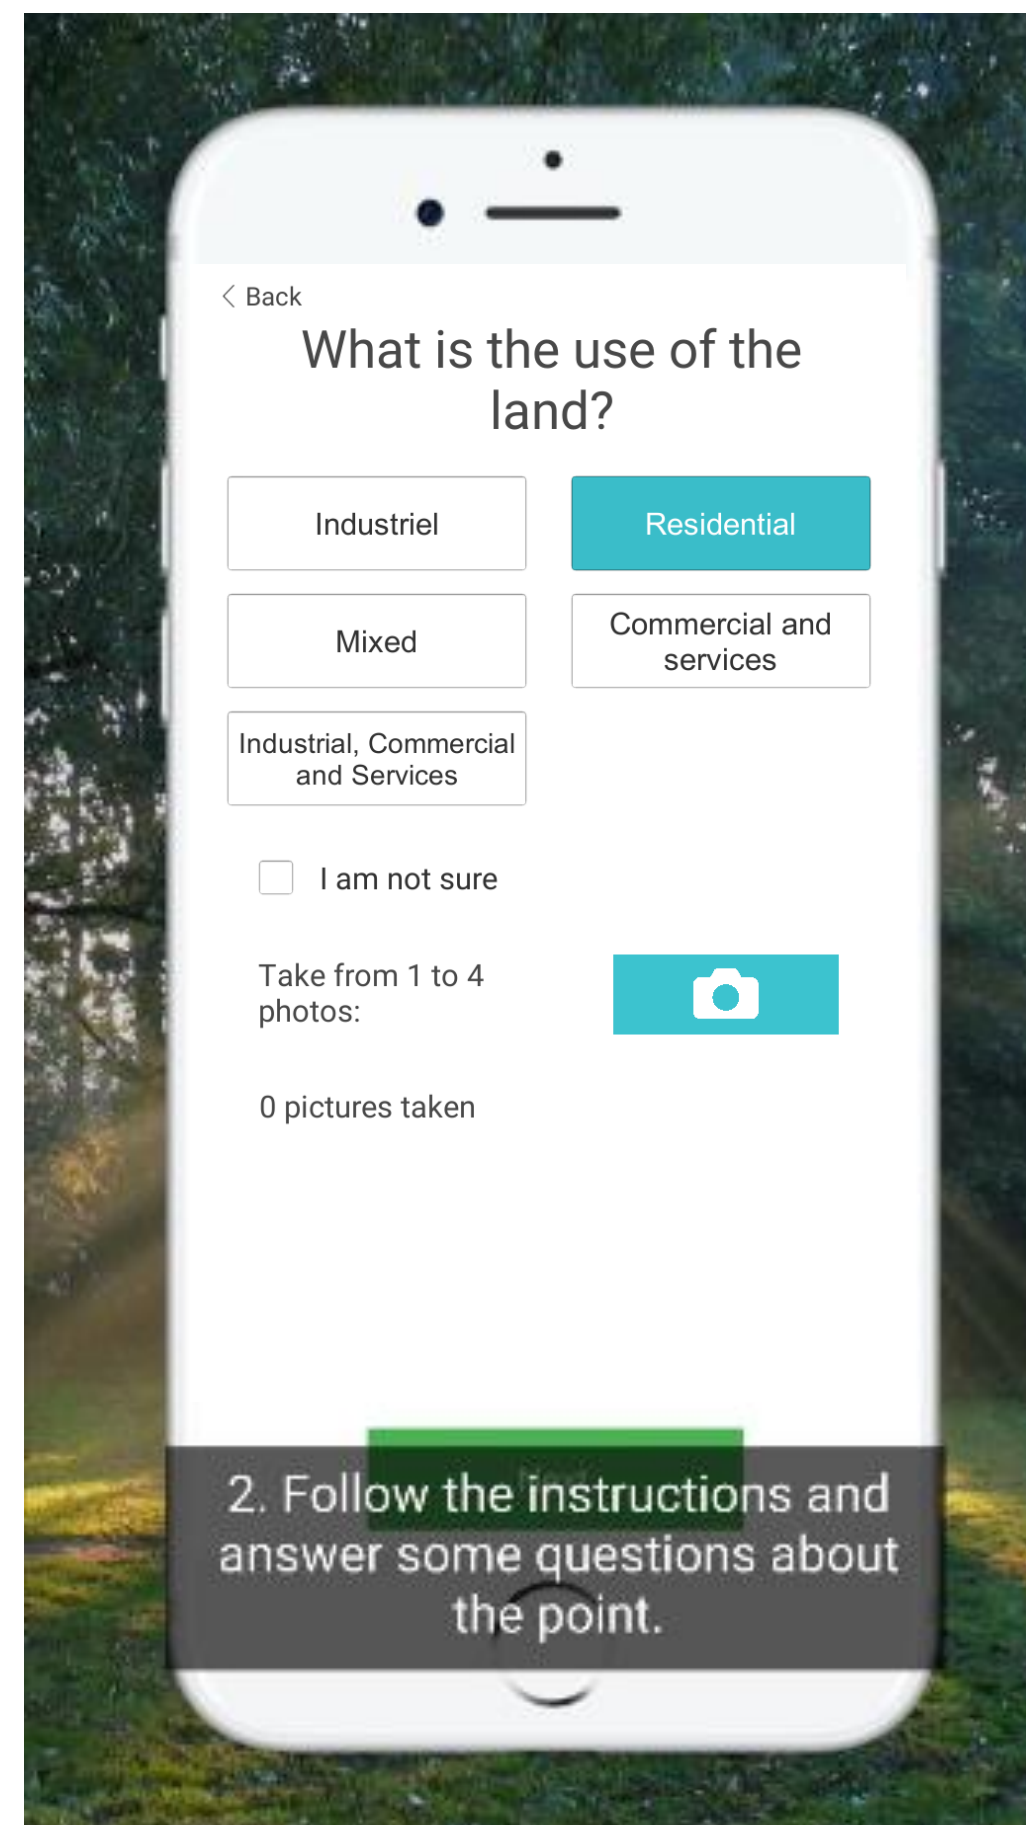 Back
What is the use of the
land?
Industriel
Residential
Mixed
Commercial and
services
Industrial, Commercial
and Services
I am not sure
Take from 1 to 4
photos:
0 pictures taken
2. Follow the instructions and
answer some questions about
the point.